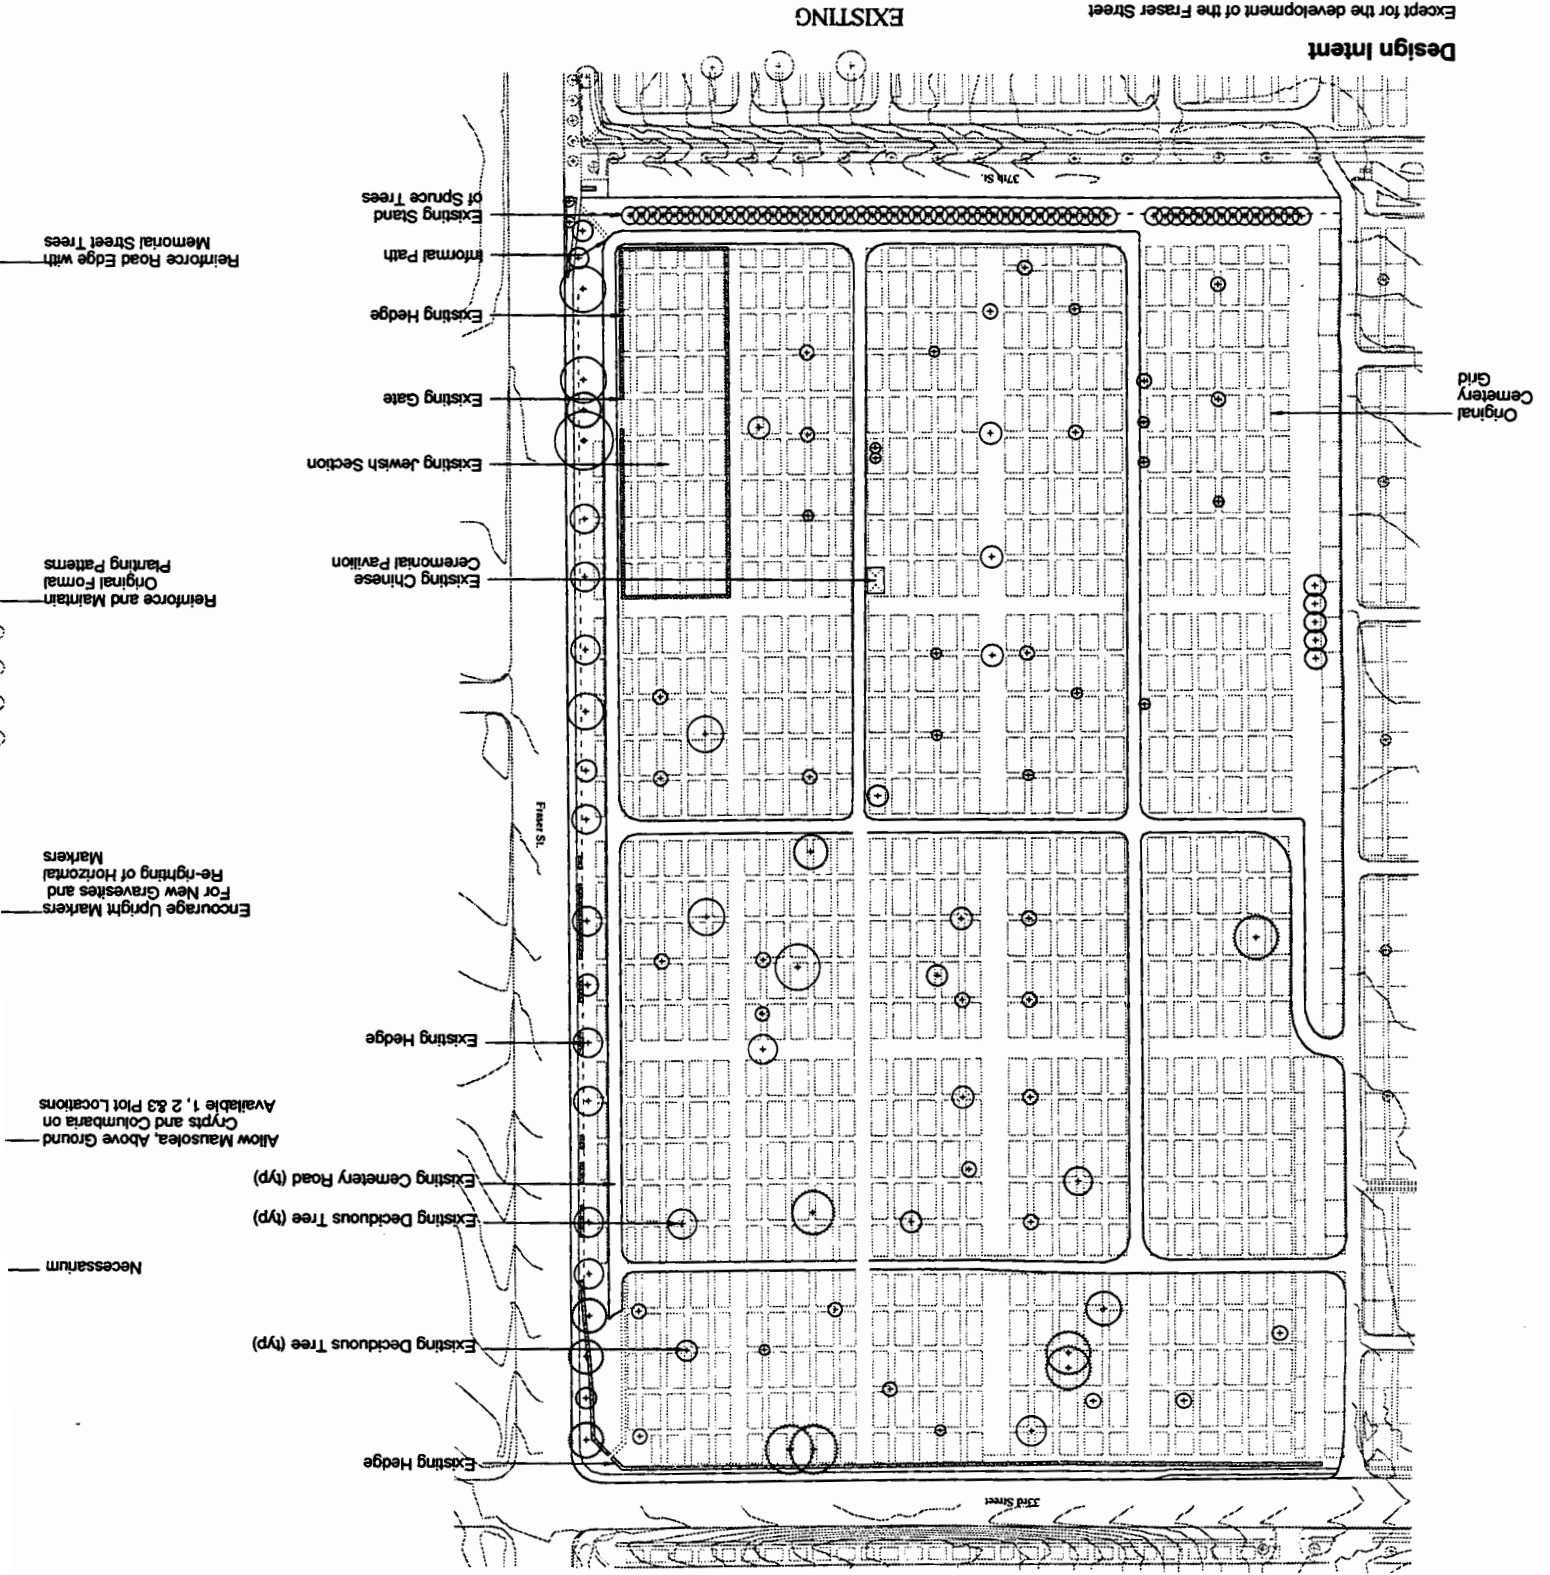 33rd Street
Existing Hedge
Existing Deciduous Tree (typ)
Necessarium
Existing Deciduous Tree (typ)
Existing Cemetery Road (typ)
Allow Mausolea, Above Ground
Crypts and Columbaria on
Available 1, 2 &3 Plot Locations
Existing Hedge
Encourage Upright Markers
For New Gravesites and
Re-righting of Horizontal
Markers
Fraser St.
Reinforce and Maintain
Original Formal
Planting Patterns
Existing Chinese
Ceremonial Pavilion
Existing Jewish Section
Original
Cemetery
Grid
Existing Gate
Existing Hedge
Reinforce Road Edge with
Memorial Street Trees
Informal Path
Existing Stand
of Spruce Trees
37th St.
Design Intent
Except for the development of the Fraser Street
EXISTING